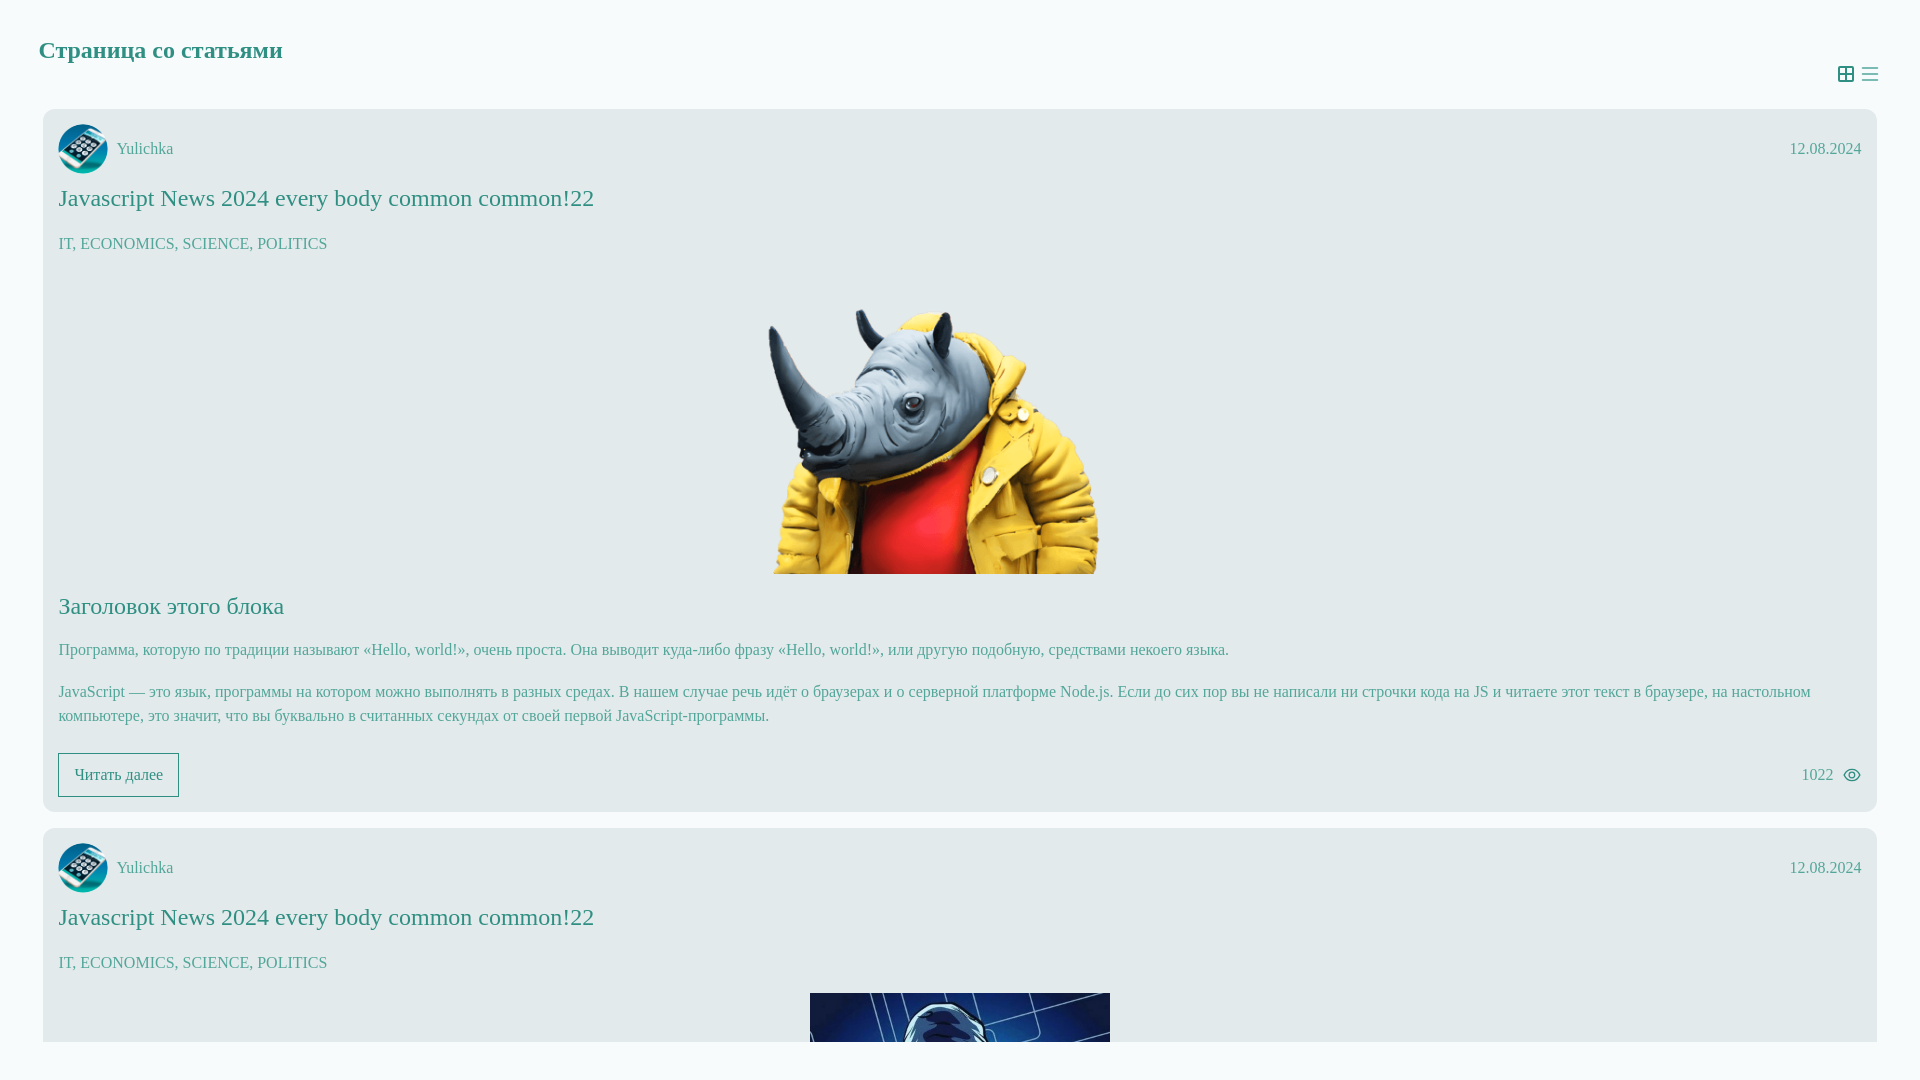 Страница со статьями
Yulichka
12.08.2024
Javascript News 2024 every body common common!22
IT, ECONOMICS, SCIENCE, POLITICS
Заголовок этого блока
Программа, которую по традиции называют «Hello, world!», очень проста. Она выводит куда-либо фразу «Hello, world!», или другую подобную, средствами некоего языка.
JavaScript — это язык, программы на котором можно выполнять в разных средах. В нашем случае речь идёт о браузерах и о серверной платформе Node.js. Если до сих пор вы не написали ни строчки кода на JS и читаете этот текст в браузере, на настольном
компьютере, это значит, что вы буквально в считанных секундах от своей первой JavaScript-программы.
Читать далее
1022
Yulichka
12.08.2024
Javascript News 2024 every body common common!22
IT, ECONOMICS, SCIENCE, POLITICS